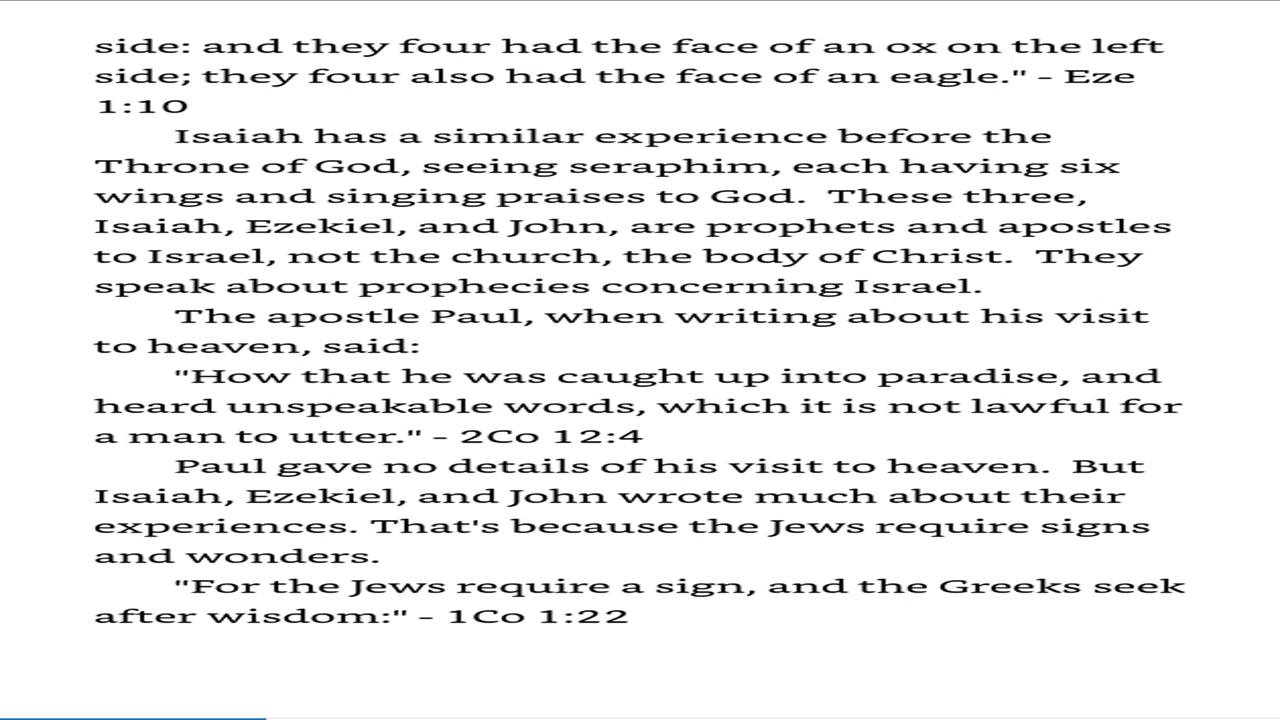 side: and they four had the face of an ox on the left
side; they four also had the face of an eagle." - Eze
1:10
Isaiah has a similar experience before the
Throne of God, seeing seraphim, each having six
wings and singing praises to God.  These three,
Isaiah, Ezekiel, and John, are prophets and apostles
to Israel, not the church, the body of Christ.  They
speak about prophecies concerning Israel.
The apostle Paul, when writing about his visit
to heaven, said:
"How that he was caught up into paradise, and
heard unspeakable words, which it is not lawful for
a man to utter." - 2Co 12:4
Paul gave no details of his visit to heaven.  But
Isaiah, Ezekiel, and John wrote much about their
experiences. That's because the Jews require signs
and wonders.
"For the Jews require a sign, and the Greeks seek
after wisdom:" - 1Co 1:22